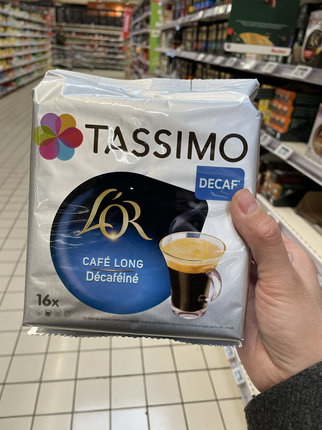 TASSIMO
DECAF'
L'OR
CAFÉ LONG
Décaféiné
16x